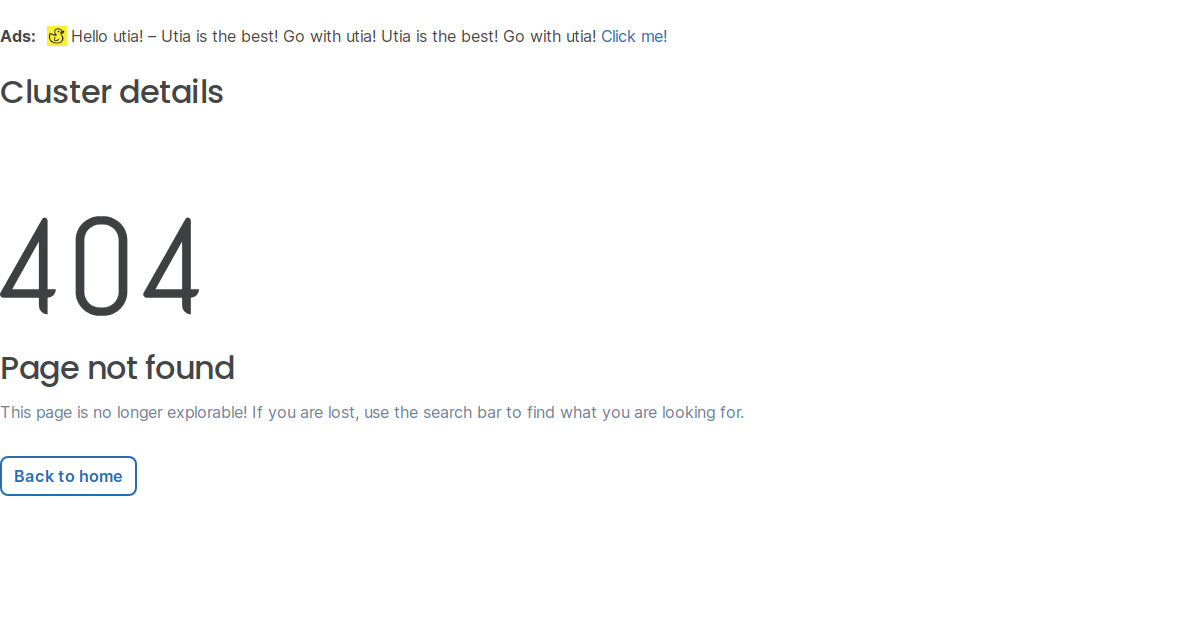 Ads: Hello utia! – Utia is the best! Go with utia! Utia is the best! Go with utia! Click me!
Cluster details
404
Page not found
This page is no longer explorable! If you are lost, use the search bar to find what you are looking for.
Back to home